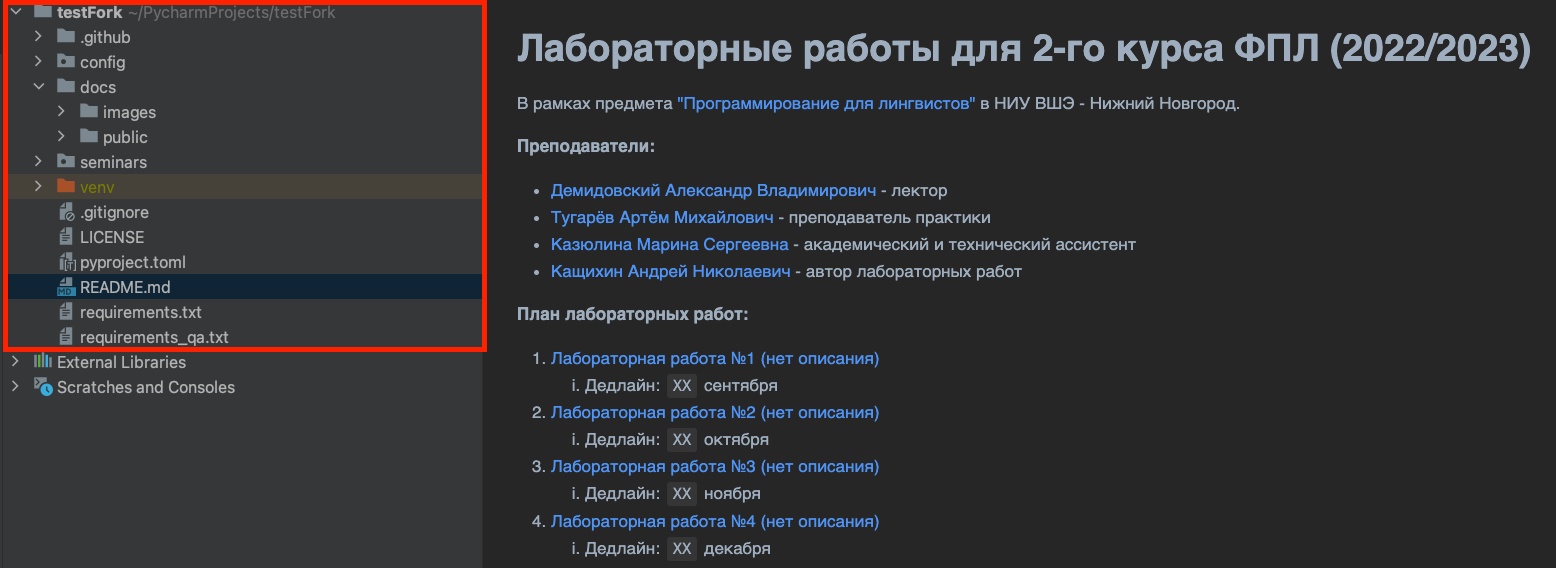 testFork ~/PycharmProjects/testFork
.github
config
docs
images
public
seminars
venv
.gitignore
LICENSE
pyproject.toml
README.md
requirements.txt
requirements_qa.txt
External Libraries
Scratches and Consoles
Лабораторные работы для 2-го курса ФПЛ (2022/2023)
В рамках предмета "Программирование для лингвистов" в НИУ ВШЭ - Нижний Новгород.
Преподаватели:
• Демидовский Александр Владимирович - лектор
• Тугарёв Артём Михайлович - преподаватель практики
• Казюлина Марина Сергеевна - академический и технический ассистент
• Кащихин Андрей Николаевич - автор лабораторных работ
План лабораторных работ:
1. Лабораторная работа №1 (нет описания)
i. Дедлайн: XX сентября
2. Лабораторная работа №2 (нет описания)
i. Дедлайн: XX октября
3. Лабораторная работа №3 (нет описания)
i. Дедлайн: XX ноября
4. Лабораторная работа №4 (нет описания)
i. Дедлайн: XX декабря